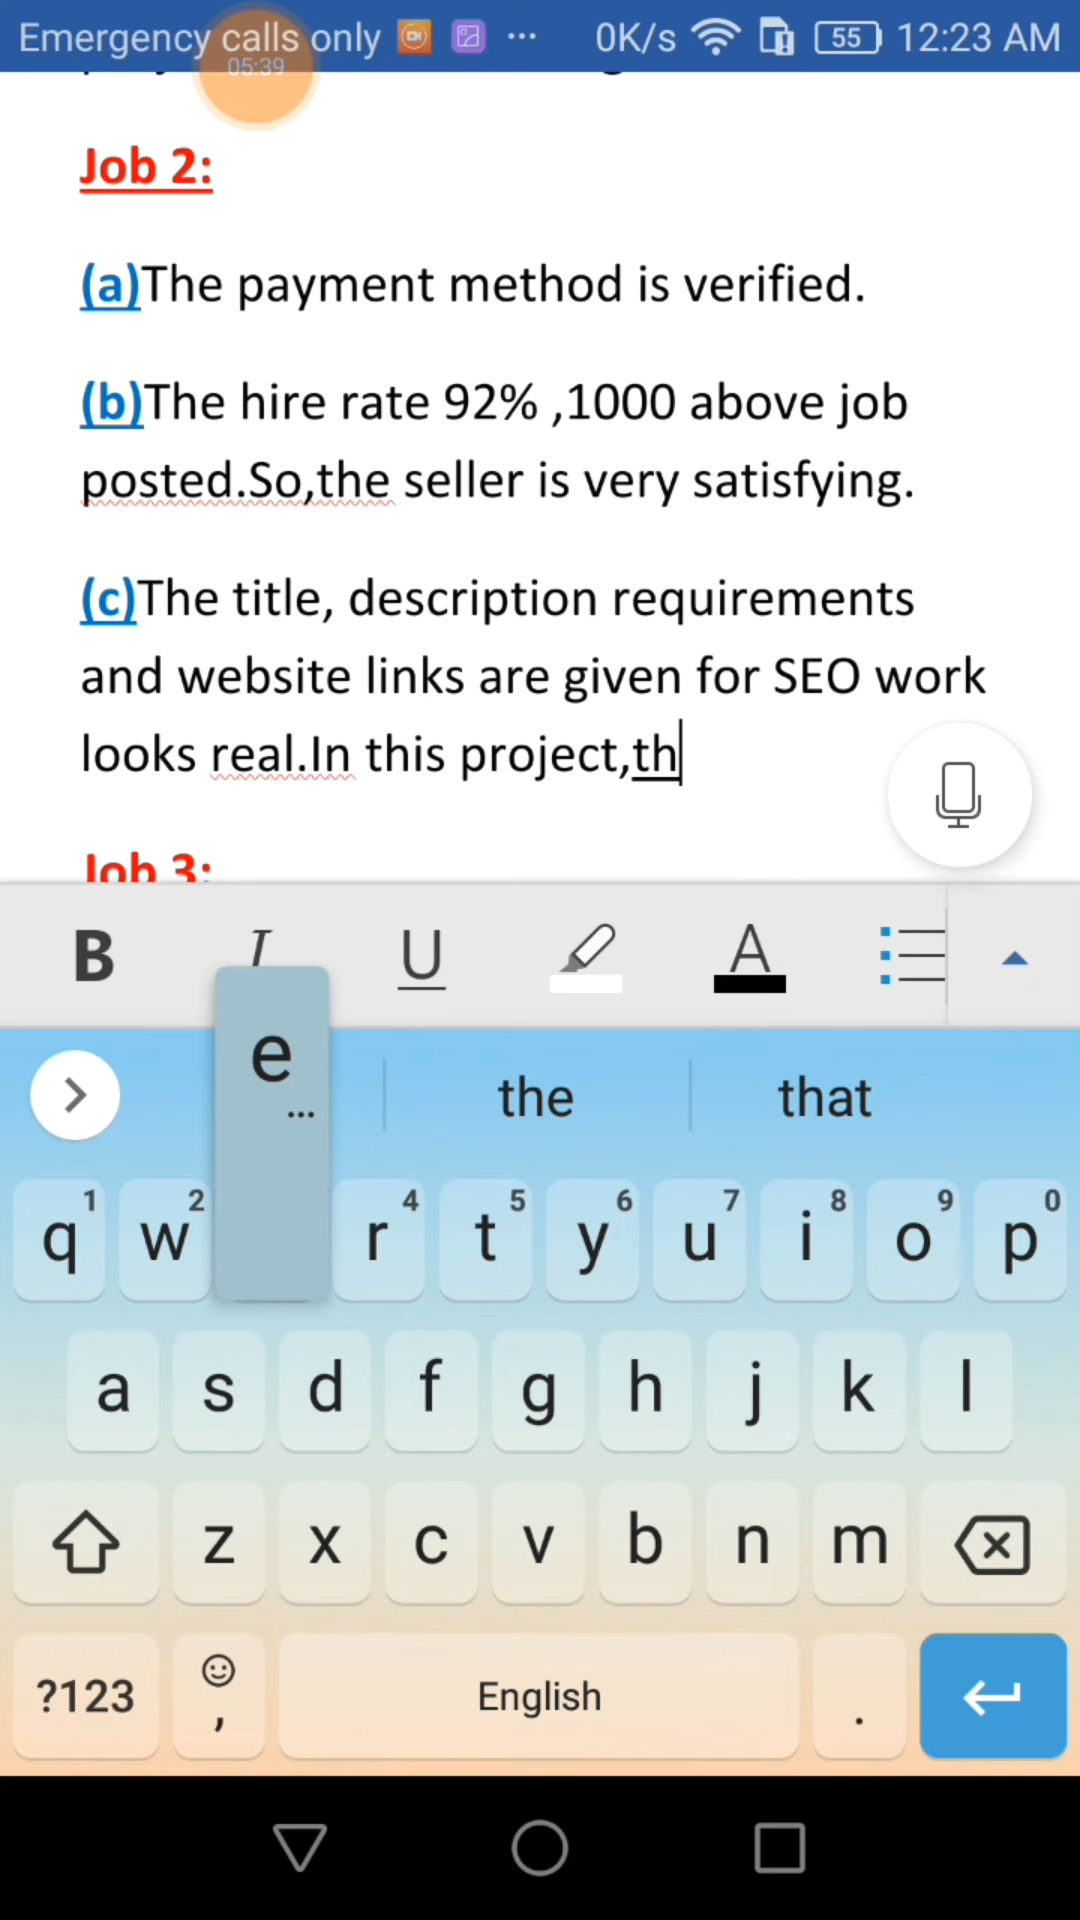 Emergency calls only ... 0K/s 55 12:23 AM
05:39
Job 2:
(a)The payment method is verified.
(b)The hire rate 92% ,1000 above job
posted.So,the seller is very satisfying.
(c)The title, description requirements
and website links are given for SEO work
looks real.In this project,th
Job 3:
B I U A
e
...
the that
q 1 w 2 r 4 t 5 y 6 u 7 i 8 o 9 p 0
a s d f g h j k l
z x c v b n m
?123 , English .